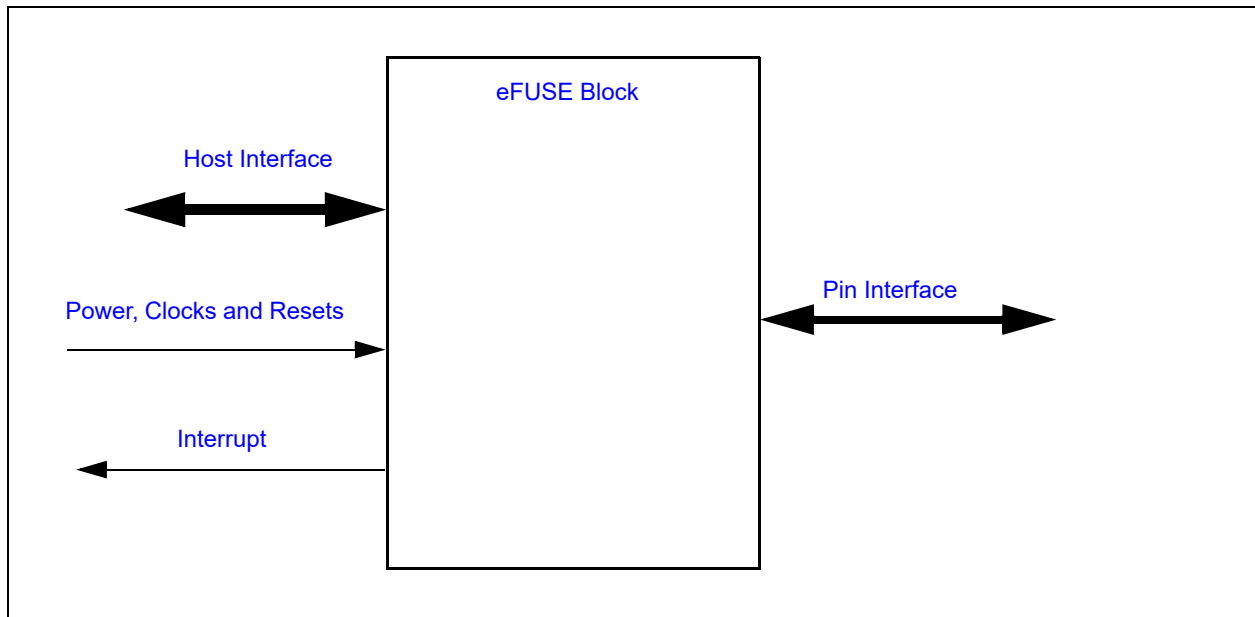 eFUSE Block
Host Interface
Pin Interface
Power, Clocks and Resets
Interrupt